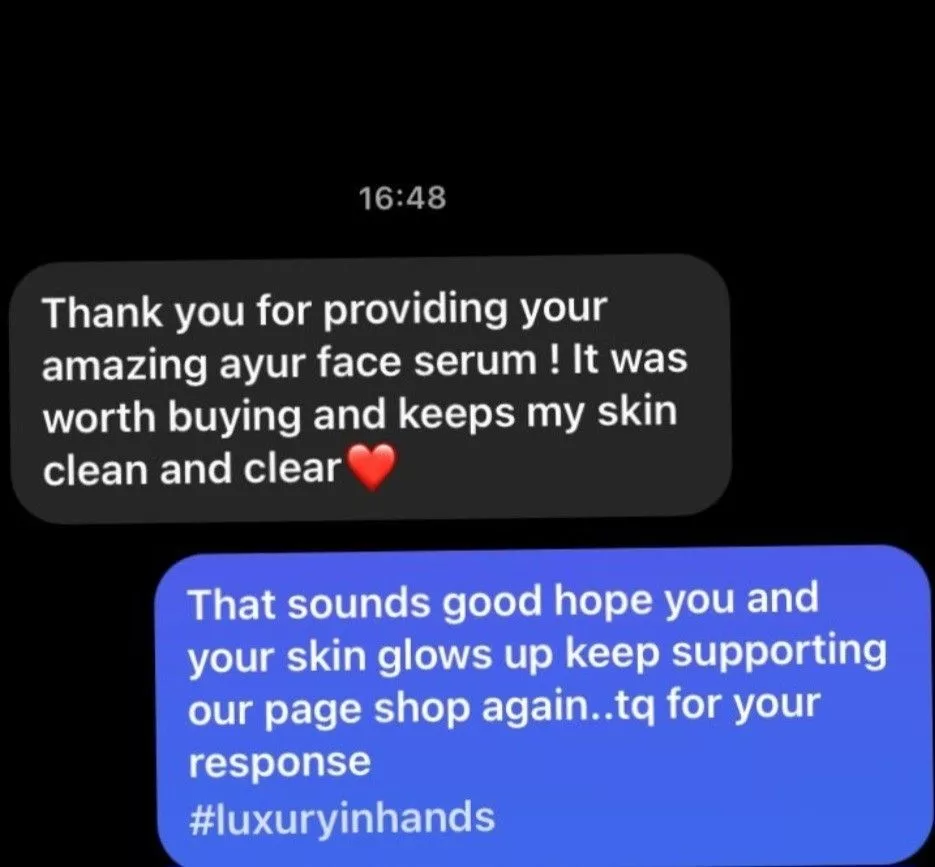 16:48
Thank you for providing your
amazing ayur face serum ! It was
worth buying and keeps my skin
clean and clear❤️
That sounds good hope you and
your skin glows up keep supporting
our page shop again..tq for your
response
#luxuryinhands